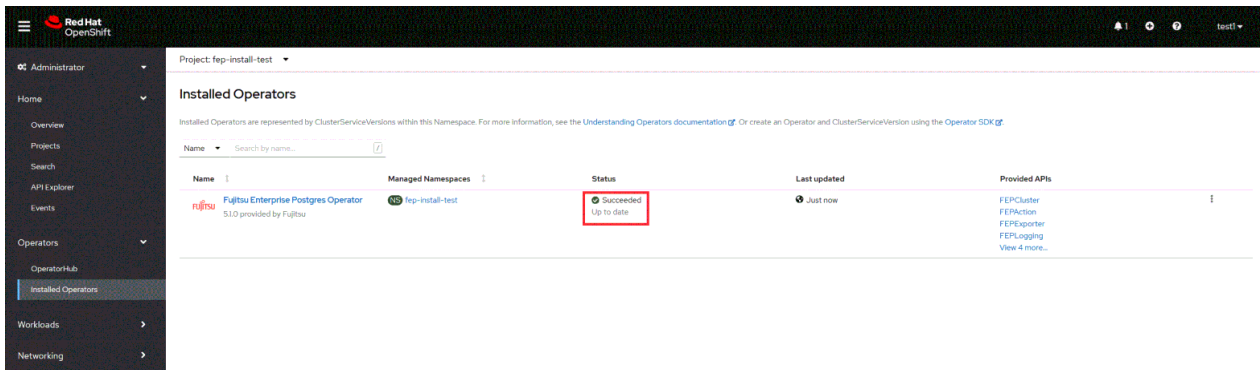 Red Hat
OpenShift
1
test1
Administrator
Project: fep-install-test
Home
Overview
Projects
Search
API Explorer
Events
Operators
OperatorHub
Installed Operators
Workloads
Networking
Installed Operators
Installed Operators are represented by ClusterServiceVersions within this Namespace. For more information, see the Understanding Operators documentation. Or create an Operator and ClusterServiceVersion using the Operator SDK.
Name Search by name... /
Name Managed Namespaces Status Last updated Provided APIs
FUJITSU Fujitsu Enterprise Postgres Operator
5.1.0 provided by Fujitsu
NS fep-install-test
Succeeded
Up to date
Just now
FEPCluster
FEPAction
FEPExporter
FEPLogging
View 4 more...